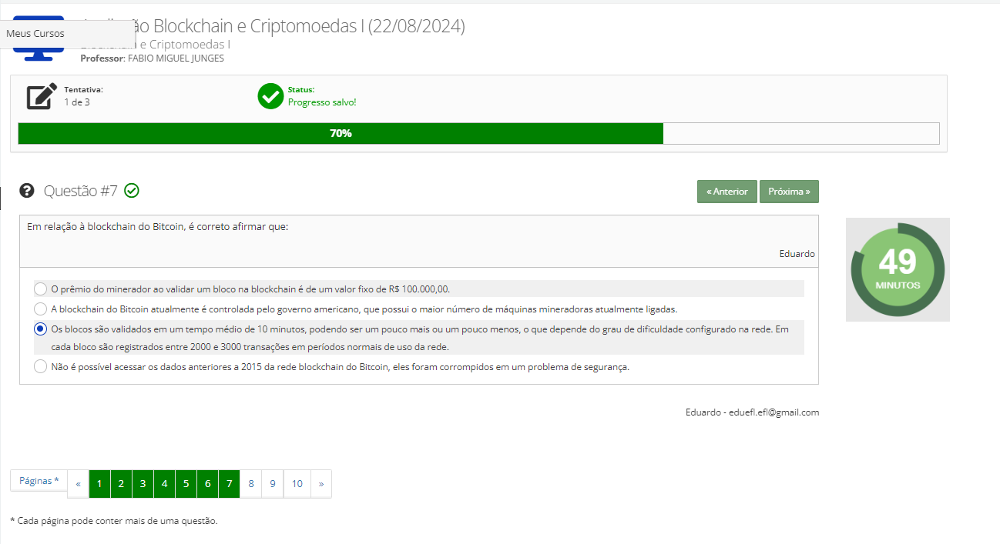 Meus Cursos
ão Blockchain e Criptomoedas I (22/08/2024)
e Criptomoedas I
Professor: FABIO MIGUEL JUNGES
Tentativa:
1 de 3
Status:
Progresso salvo!
70%
Questão #7
« Anterior
Próxima »
Em relação à blockchain do Bitcoin, é correto afirmar que:
Eduardo
49
MINUTOS
O prêmio do minerador ao validar um bloco na blockchain é de um valor fixo de R$ 100.000,00.
A blockchain do Bitcoin atualmente é controlada pelo governo americano, que possui o maior número de máquinas mineradoras atualmente ligadas.
Os blocos são validados em um tempo médio de 10 minutos, podendo ser um pouco mais ou um pouco menos, o que depende do grau de dificuldade configurado na rede. Em
cada bloco são registrados entre 2000 e 3000 transações em períodos normais de uso da rede.
Não é possível acessar os dados anteriores a 2015 da rede blockchain do Bitcoin, eles foram corrompidos em um problema de segurança.
Eduardo - eduefl.efl@gmail.com
Páginas * « 1 2 3 4 5 6 7 8 9 10 »
* Cada página pode conter mais de uma questão.